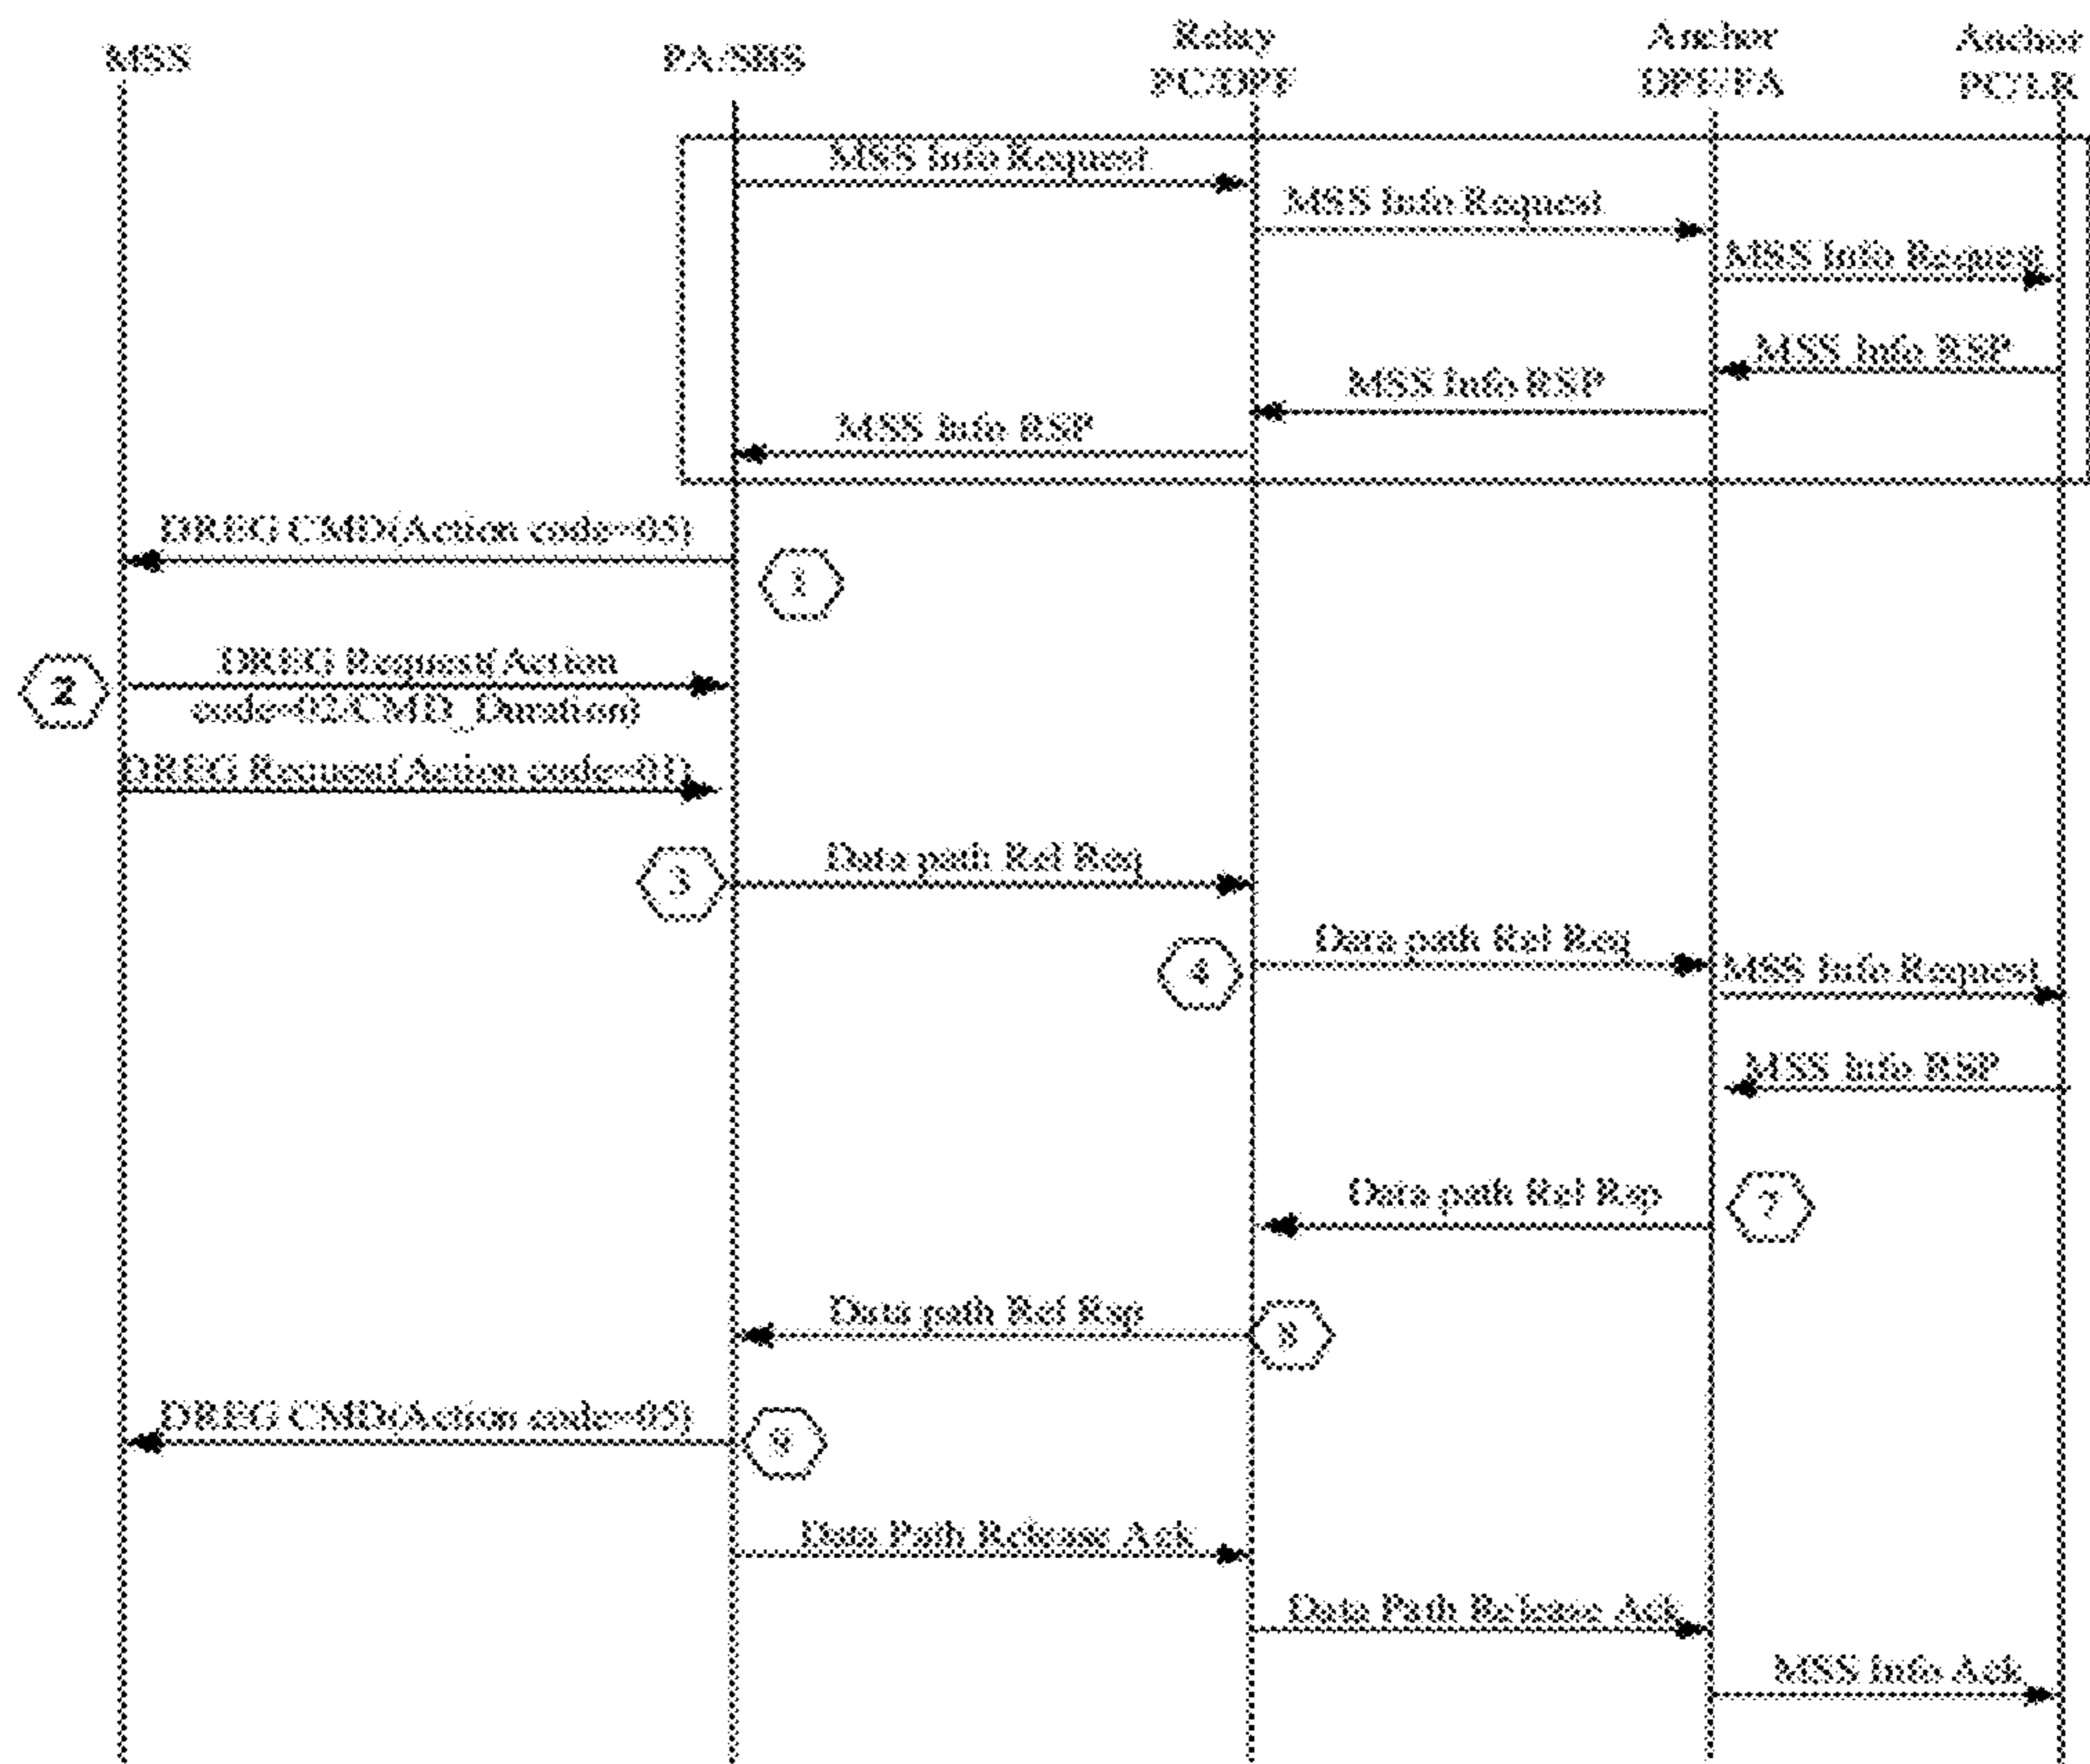 MSS
PA/SBS
Relay
PC/DPF
Anchor
DPF/FA
Anchor
PC/LR
MSS Info Request
MSS Info Request
MSS Info Request
MSS Info RSP
MSS Info RSP
MSS Info RSP
DREG CMD(Action code=05)
1
2
DREG Request(Action
code=02/CMD_Duration)
DREG Request(Action code=01)
3
Data path Rel Req
4
Data path Rel Req
MSS Info Request
MSS Info RSP
Data path Rel Rsp
7
Data path Rel Rsp
8
DREG CMD(Action code=05)
9
Data Path Release Ack
Data Path Release Ack
MSS Info Ack